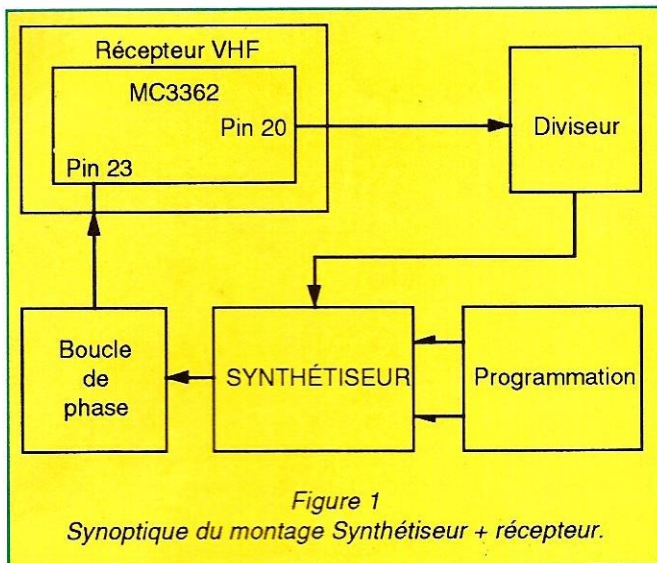 Récepteur VHF
MC3362
Pin 20
Pin 23
Diviseur
Boucle
de
phase
SYNTHÉTISEUR
Programmation
Figure 1
Synoptique du montage Synthétiseur + récepteur.